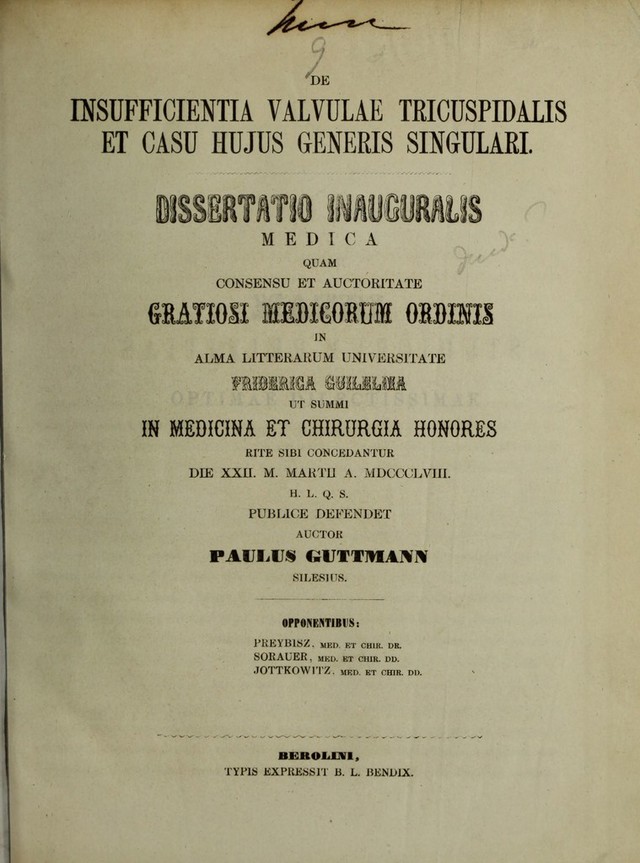 9
DE
INSUFFICIENTIA VALVULAE TRICUSPIDALIS
ET CASU HUJUS GENERIS SINGULARI.
DISSERTATIO INAUGURALIS
MEDICA
QUAM
CONSENSU ET AUCTORITATE
GRATIOSI MEDICORUM ORDINIS
IN
ALMA LITTERARUM UNIVERSITATE
FRIDERICA GUILELMA
UT SUMMI
IN MEDICINA ET CHIRURGIA HONORES
RITE SIBI CONCEDANTUR
DIE XXII. M. MARTII A. MDCCCLVIII.
H. L. Q. S.
PUBLICE DEFENDET
AUCTOR
PAULUS GUTTMANN
SILESIUS.
OPPONENTIBUS:
PREYBISZ, MED. ET CHIR. DR.
SORAUER, MED. ET CHIR. DD.
JOTTKOWITZ, MED. ET CHIR. DD.
BEROLINI,
TYPIS EXPRESSIT B. L. BENDIX.